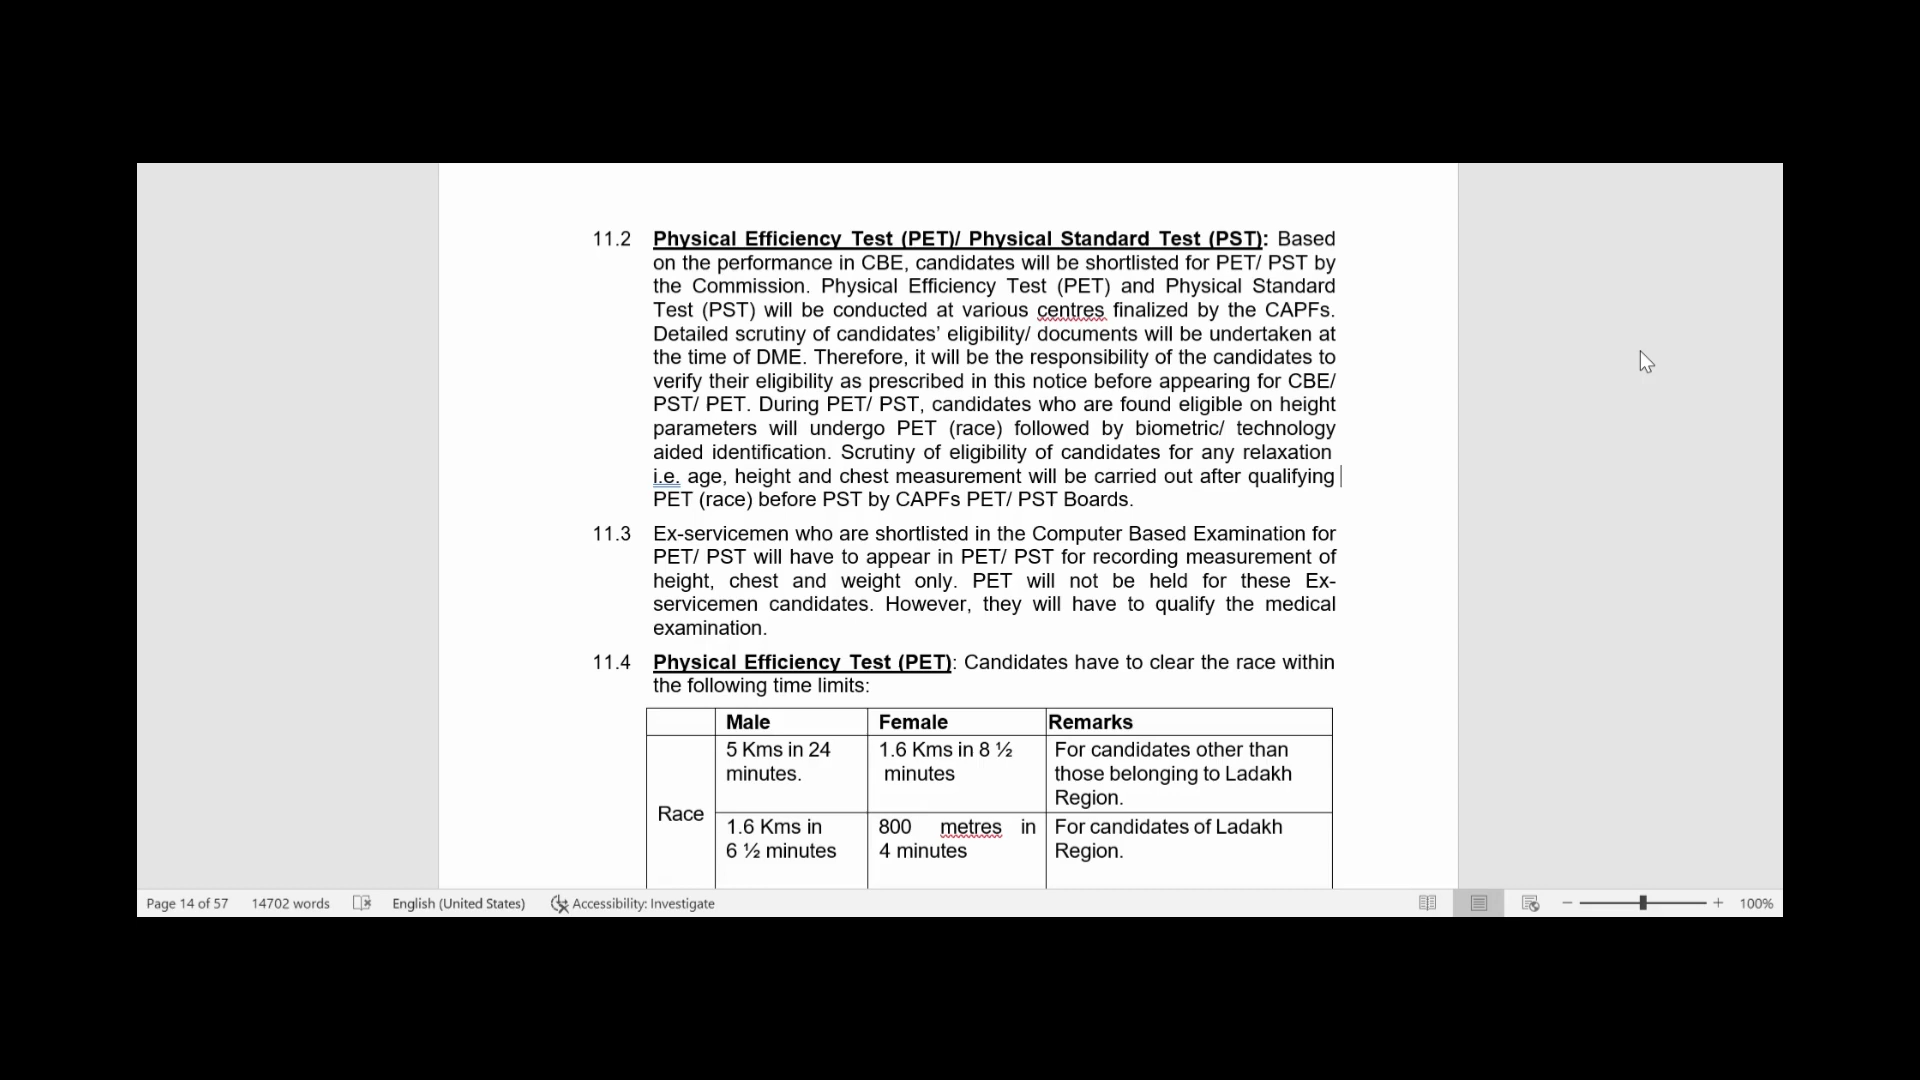 11.2 Physical Efficiency Test (PET)/ Physical Standard Test (PST): Based
on the performance in CBE, candidates will be shortlisted for PET/ PST by
the Commission. Physical Efficiency Test (PET) and Physical Standard
Test (PST) will be conducted at various centres finalized by the CAPFs.
Detailed scrutiny of candidates’ eligibility/ documents will be undertaken at
the time of DME. Therefore, it will be the responsibility of the candidates to
verify their eligibility as prescribed in this notice before appearing for CBE/
PST/ PET. During PET/ PST, candidates who are found eligible on height
parameters will undergo PET (race) followed by biometric/ technology
aided identification. Scrutiny of eligibility of candidates for any relaxation
i.e. age, height and chest measurement will be carried out after qualifying
PET (race) before PST by CAPFs PET/ PST Boards.
11.3 Ex-servicemen who are shortlisted in the Computer Based Examination for
PET/ PST will have to appear in PET/ PST for recording measurement of
height, chest and weight only. PET will not be held for these Ex-
servicemen candidates. However, they will have to qualify the medical
examination.
11.4 Physical Efficiency Test (PET): Candidates have to clear the race within
the following time limits:
Male Female Remarks
Race
5 Kms in 24
minutes.
1.6 Kms in 8 ½
minutes
For candidates other than
those belonging to Ladakh
Region.
1.6 Kms in
6 ½ minutes
800 metres in
4 minutes
For candidates of Ladakh
Region.
Page 14 of 57 14702 words English (United States) Accessibility: Investigate 100%